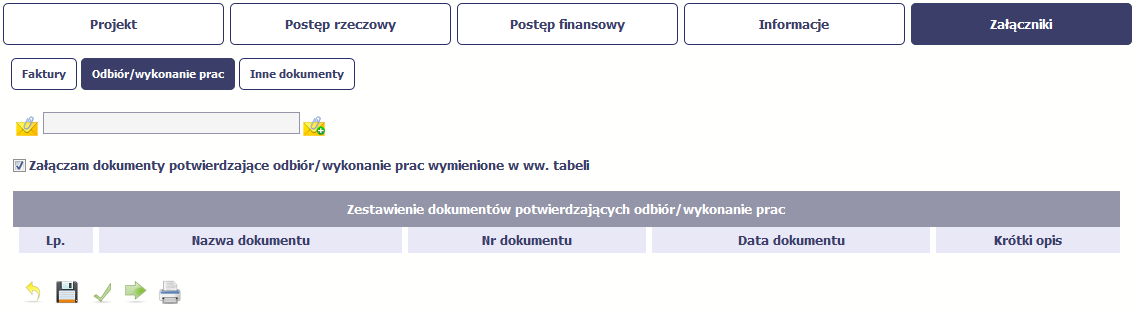 Projekt
Postęp rzeczowy
Postęp finansowy
Informacje
Załączniki
Faktury
Odbiór/wykonanie prac
Inne dokumenty
Załączam dokumenty potwierdzające odbiór/wykonanie prac wymienione w ww. tabeli
Zestawienie dokumentów potwierdzających odbiór/wykonanie prac
Lp.
Nazwa dokumentu
Nr dokumentu
Data dokumentu
Krótki opis